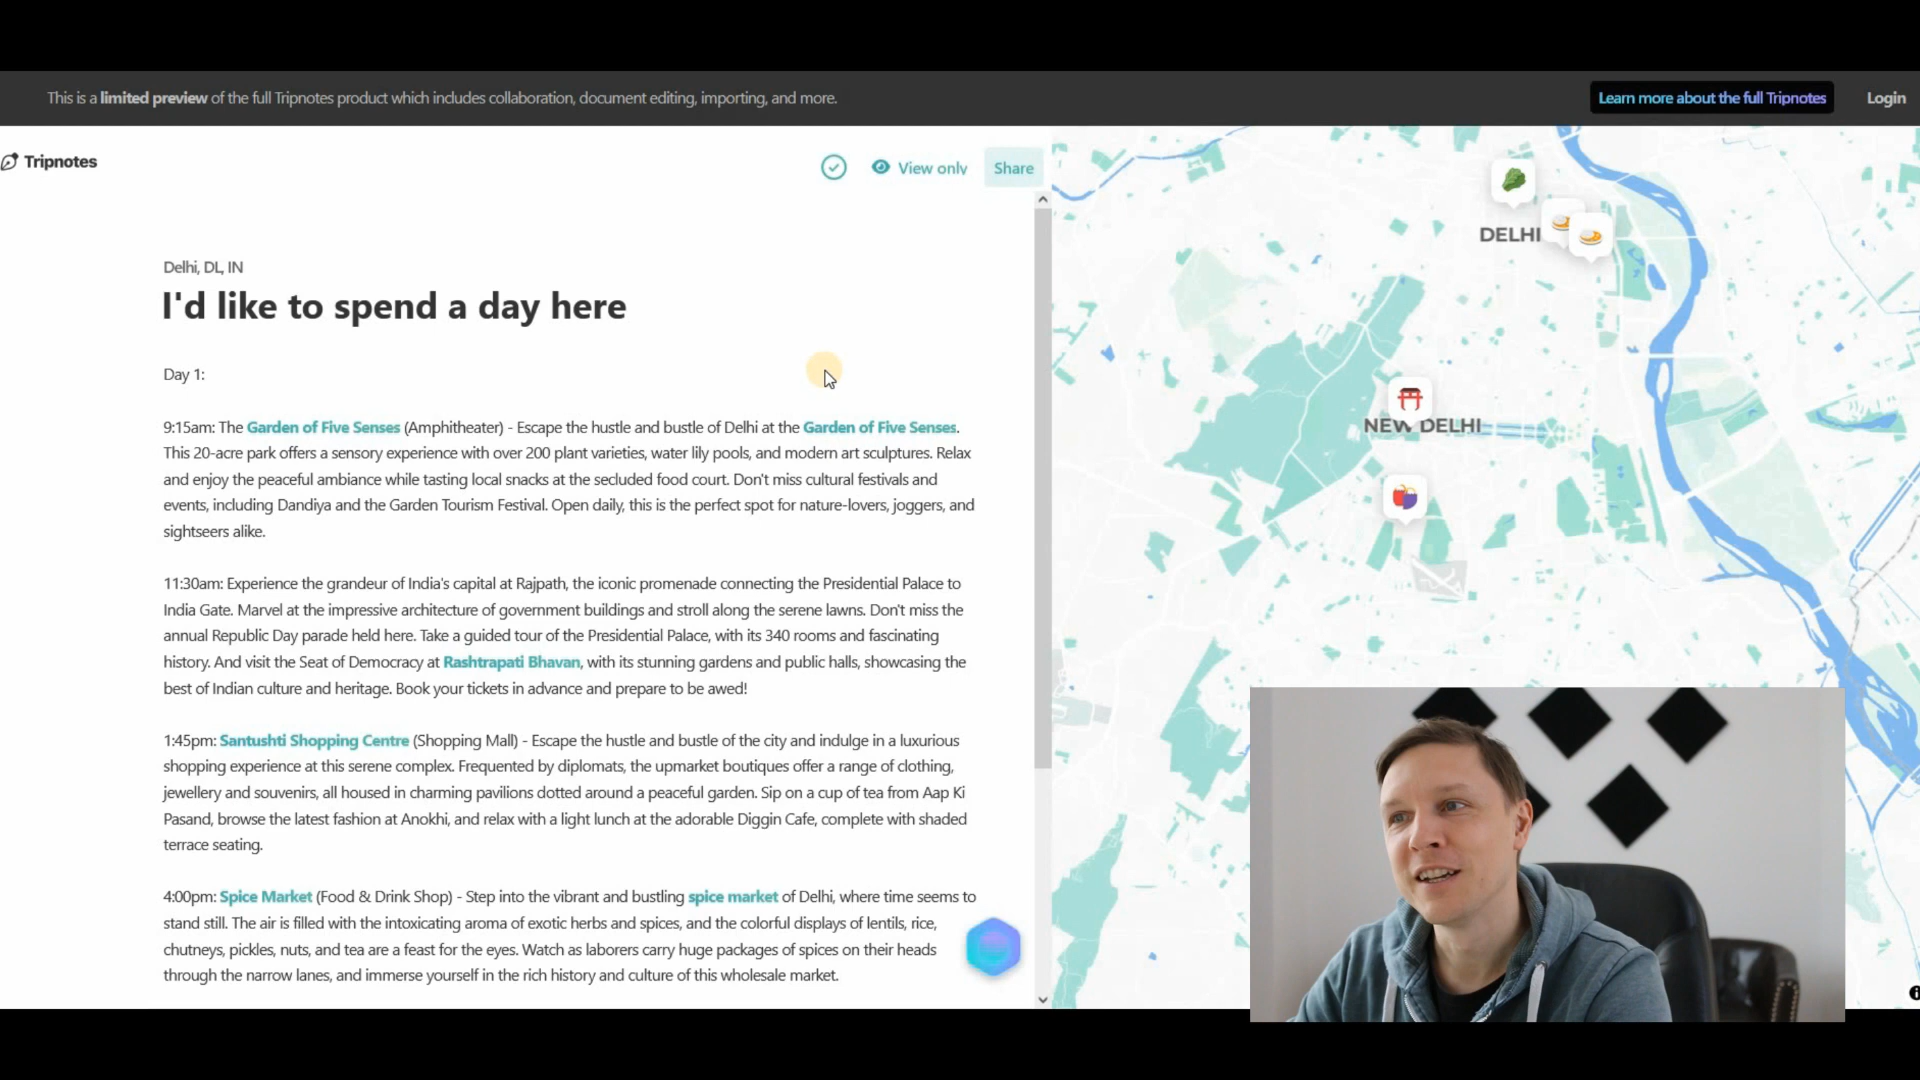 This is a limited preview of the full Tripnotes product which includes collaboration, document editing, importing, and more.
Learn more about the full Tripnotes
Login
Tripnotes
View only
Share
Delhi, DL, IN
I'd like to spend a day here
Day 1:
9:15am: The Garden of Five Senses (Amphitheater) - Escape the hustle and bustle of Delhi at the Garden of Five Senses.
This 20-acre park offers a sensory experience with over 200 plant varieties, water lily pools, and modern art sculptures. Relax
and enjoy the peaceful ambiance while tasting local snacks at the secluded food court. Don't miss cultural festivals and
events, including Dandiya and the Garden Tourism Festival. Open daily, this is the perfect spot for nature-lovers, joggers, and
sightseers alike.
11:30am: Experience the grandeur of India's capital at Rajpath, the iconic promenade connecting the Presidential Palace to
India Gate. Marvel at the impressive architecture of government buildings and stroll along the serene lawns. Don't miss the
annual Republic Day parade held here. Take a guided tour of the Presidential Palace, with its 340 rooms and fascinating
history. And visit the Seat of Democracy at Rashtrapati Bhavan, with its stunning gardens and public halls, showcasing the
best of Indian culture and heritage. Book your tickets in advance and prepare to be awed!
1:45pm: Santushti Shopping Centre (Shopping Mall) - Escape the hustle and bustle of the city and indulge in a luxurious
shopping experience at this serene complex. Frequented by diplomats, the upmarket boutiques offer a range of clothing,
jewellery and souvenirs, all housed in charming pavilions dotted around a peaceful garden. Sip on a cup of tea from Aap Ki
Pasand, browse the latest fashion at Anokhi, and relax with a light lunch at the adorable Diggin Cafe, complete with shaded
terrace seating.
4:00pm: Spice Market (Food & Drink Shop) - Step into the vibrant and bustling spice market of Delhi, where time seems to
stand still. The air is filled with the intoxicating aroma of exotic herbs and spices, and the colorful displays of lentils, rice,
chutneys, pickles, nuts, and tea are a feast for the eyes. Watch as laborers carry huge packages of spices on their heads
through the narrow lanes, and immerse yourself in the rich history and culture of this wholesale market.
DELHI
NEW DELHI